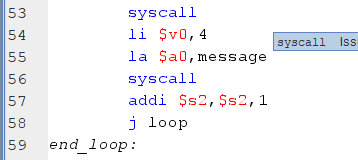 53 syscall
54 li $v0,4
syscall Iss
55 la $a0,message
56 syscall
57 addi $s2,$s2,1
58 j loop
59 end_loop: